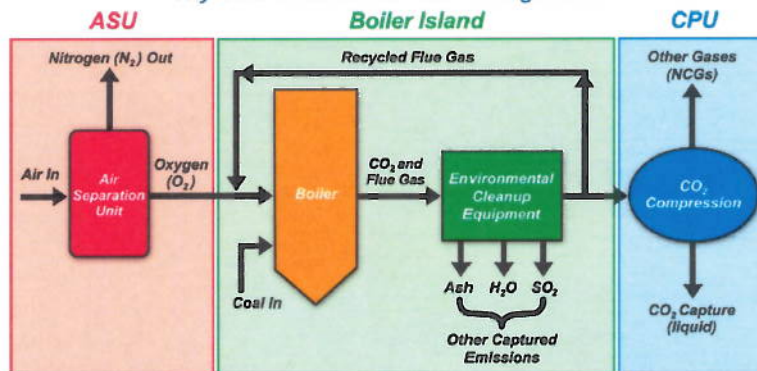 ASU
Boiler Island
CPU
Nitrogen (N₂) Out
Recycled Flue Gas
Other Gases
(NCGs)
Air In
Air
Separation
Unit
Oxygen
(O₂)
Boiler
CO₂ and
Flue Gas
Environmental
Cleanup
Equipment
CO₂
Compression
Coal In
Ash
H₂O
SO₂
Other Captured
Emissions
CO₂ Capture
(liquid)